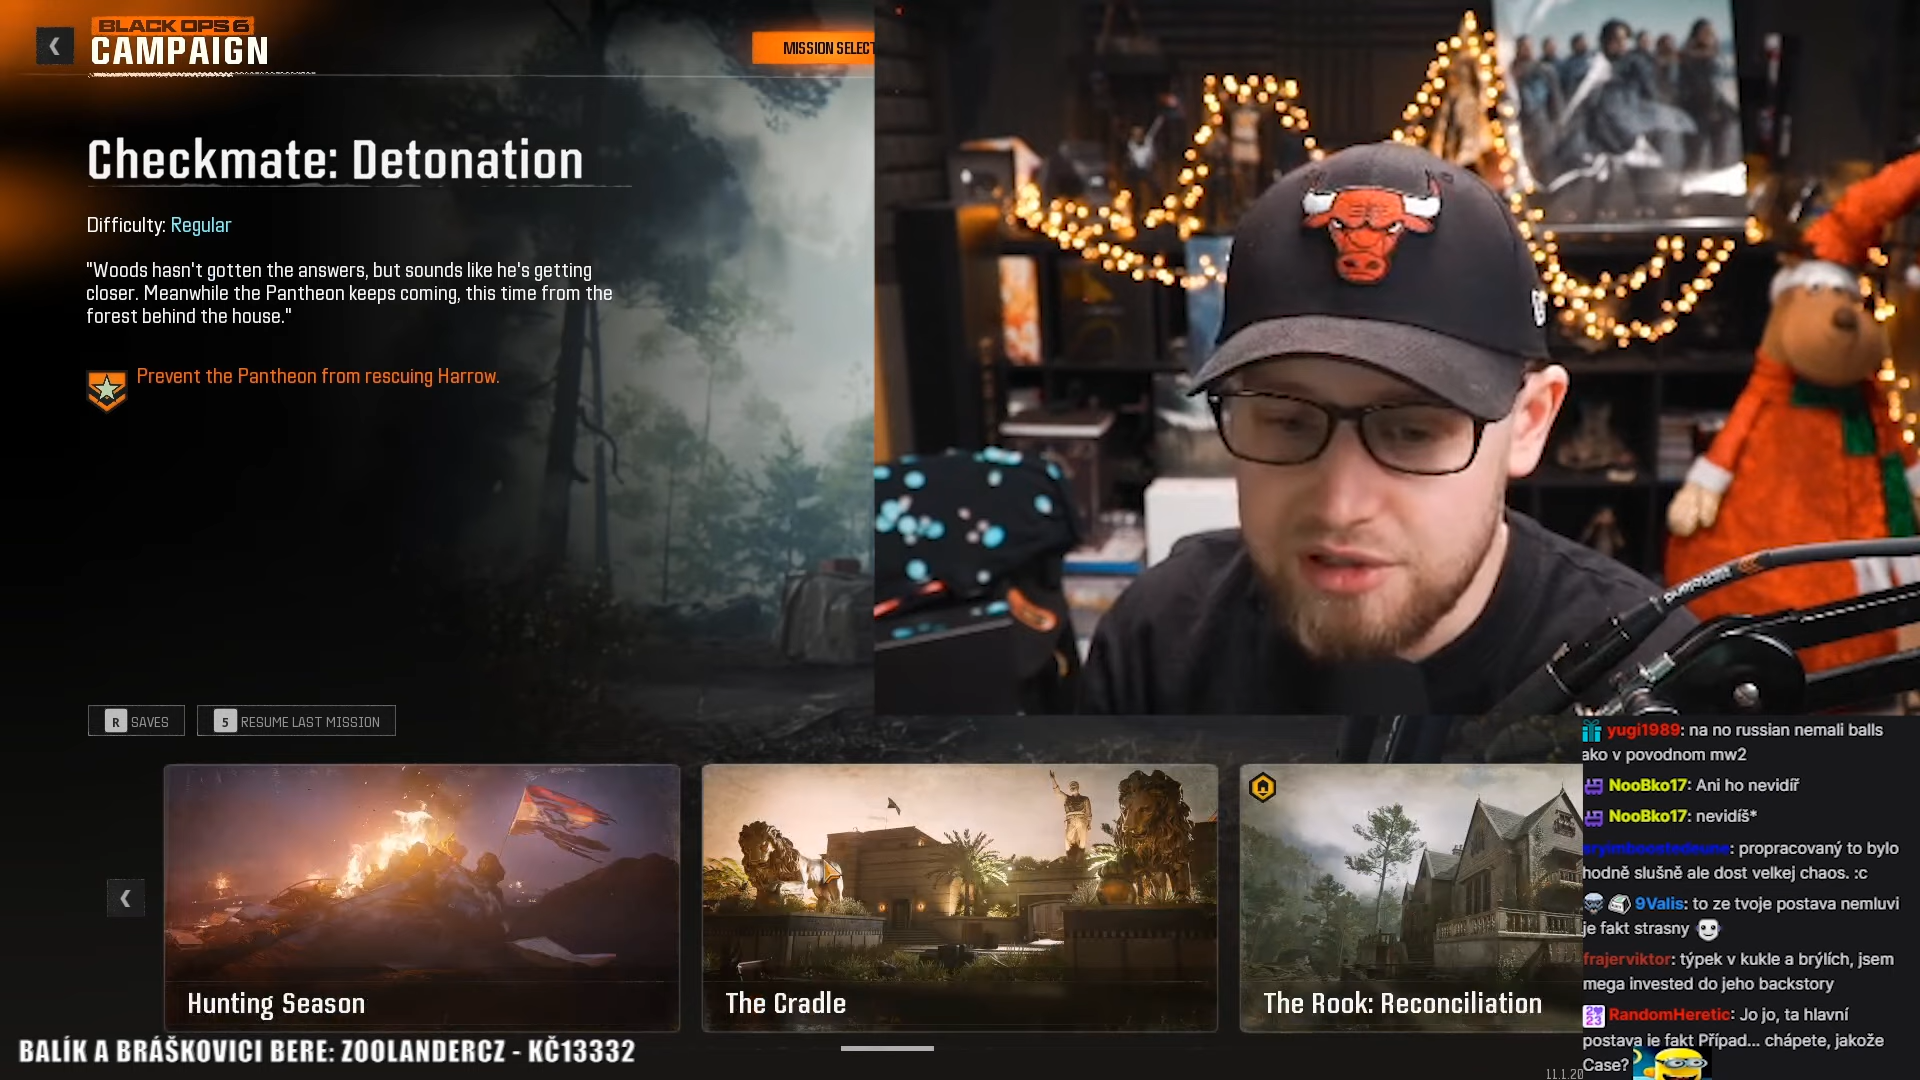 BLACK OPS 6
CAMPAIGN
MISSION SELECT
Checkmate: Detonation
Difficulty: Regular
"Woods hasn't gotten the answers, but sounds like he's getting
closer. Meanwhile the Pantheon keeps coming, this time from the
forest behind the house."
Prevent the Pantheon from rescuing Harrow.
R SAVES
5 RESUME LAST MISSION
Hunting Season
The Cradle
The Rook: Reconciliation
BALÍK A BRÁŠKOVICI BERE: ZOOLANDERCZ - KČ13332
11.1.20
yugi1989: na no russian nemali balls
ako v povodnom mw2
NooBko17: Ani ho nevidíř
NooBko17: nevidíš*
: propracovaný to bylo
hodně slušně ale dost velkej chaos. :c
9Valis: to ze tvoje postava nemluvi
je fakt strasny
frajerviktor: týpek v kukle a brýlích, jsem
mega invested do jeho backstory
2023 RandomHeretic: Jo jo, ta hlavní
postava je fakt Případ... chápete, jakože
Case?